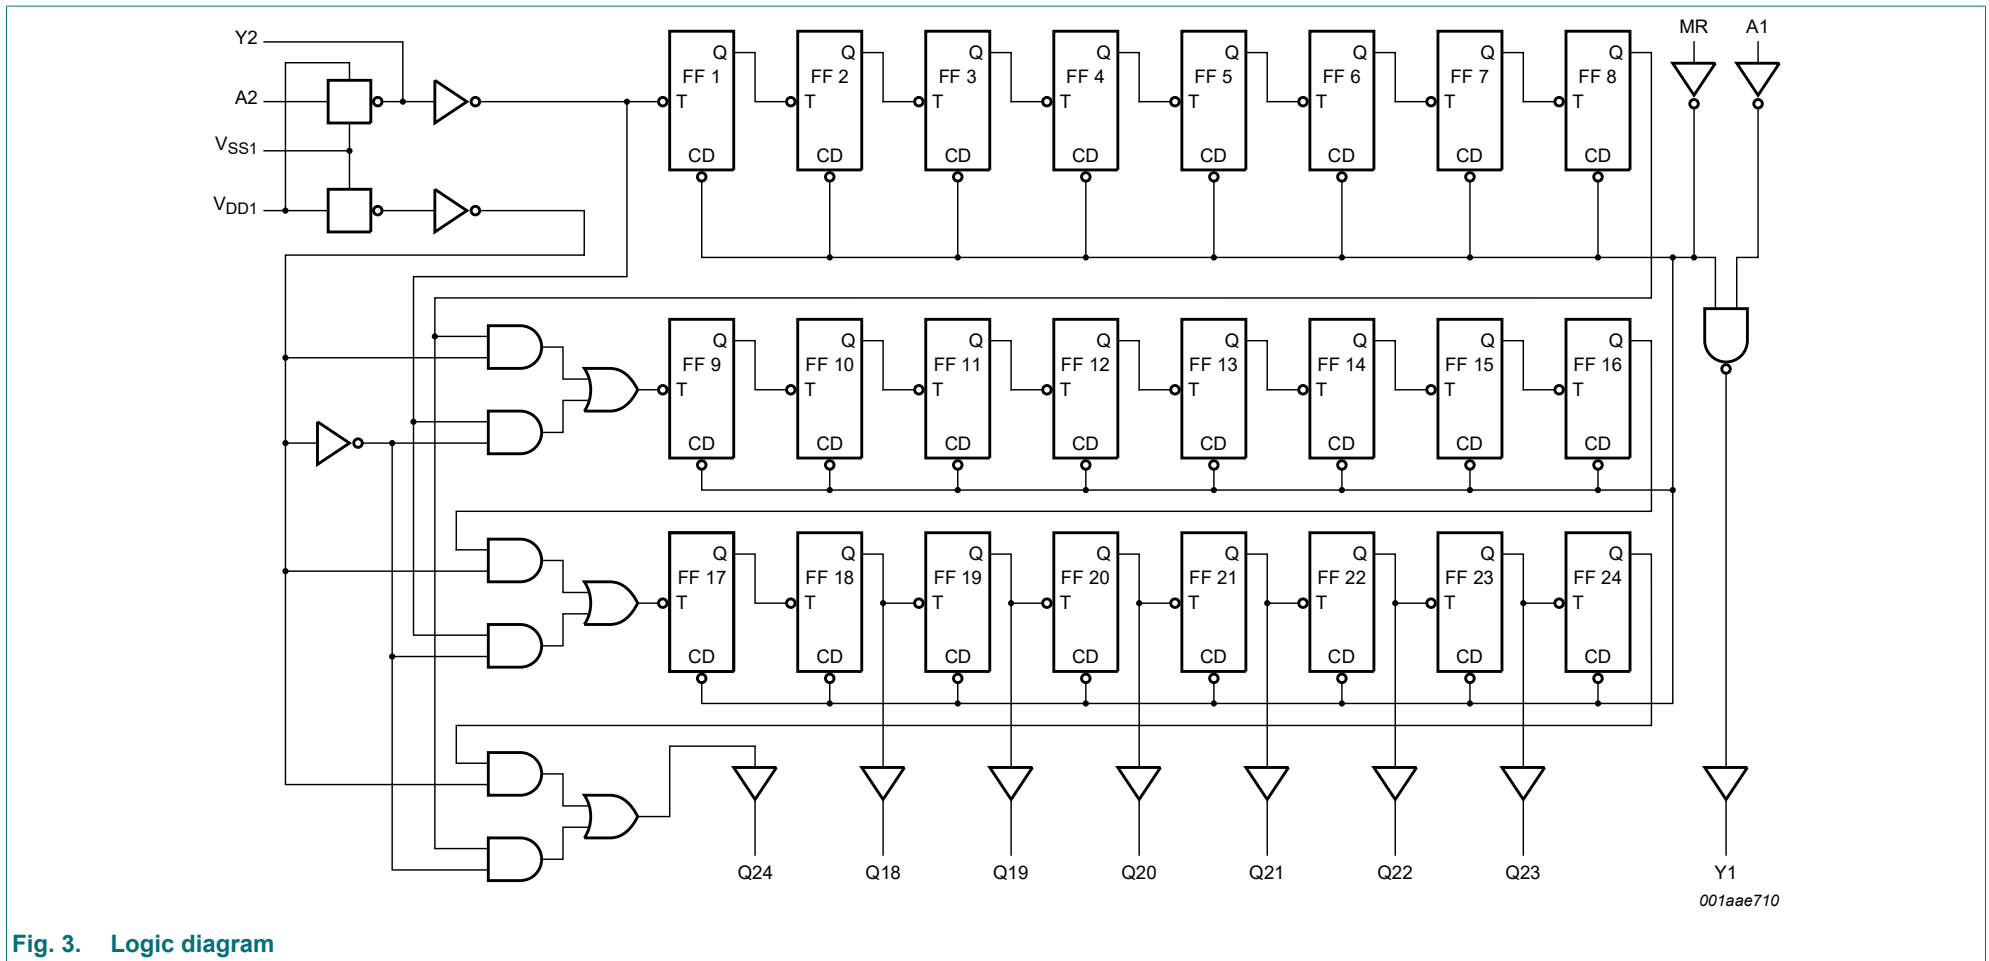 Y2
A2
VSS1
VDD1
MR A1
Q Q Q Q Q Q Q Q
FF 1 FF 2 FF 3 FF 4 FF 5 FF 6 FF 7 FF 8
T T T T T T T T
CD CD CD CD CD CD CD CD
Q Q Q Q Q Q Q Q
FF 9 FF 10 FF 11 FF 12 FF 13 FF 14 FF 15 FF 16
T T T T T T T T
CD CD CD CD CD CD CD CD
Q Q Q Q Q Q Q Q
FF 17 FF 18 FF 19 FF 20 FF 21 FF 22 FF 23 FF 24
T T T T T T T T
CD CD CD CD CD CD CD CD
Q24 Q18 Q19 Q20 Q21 Q22 Q23 Y1
001aae710
Fig. 3. Logic diagram